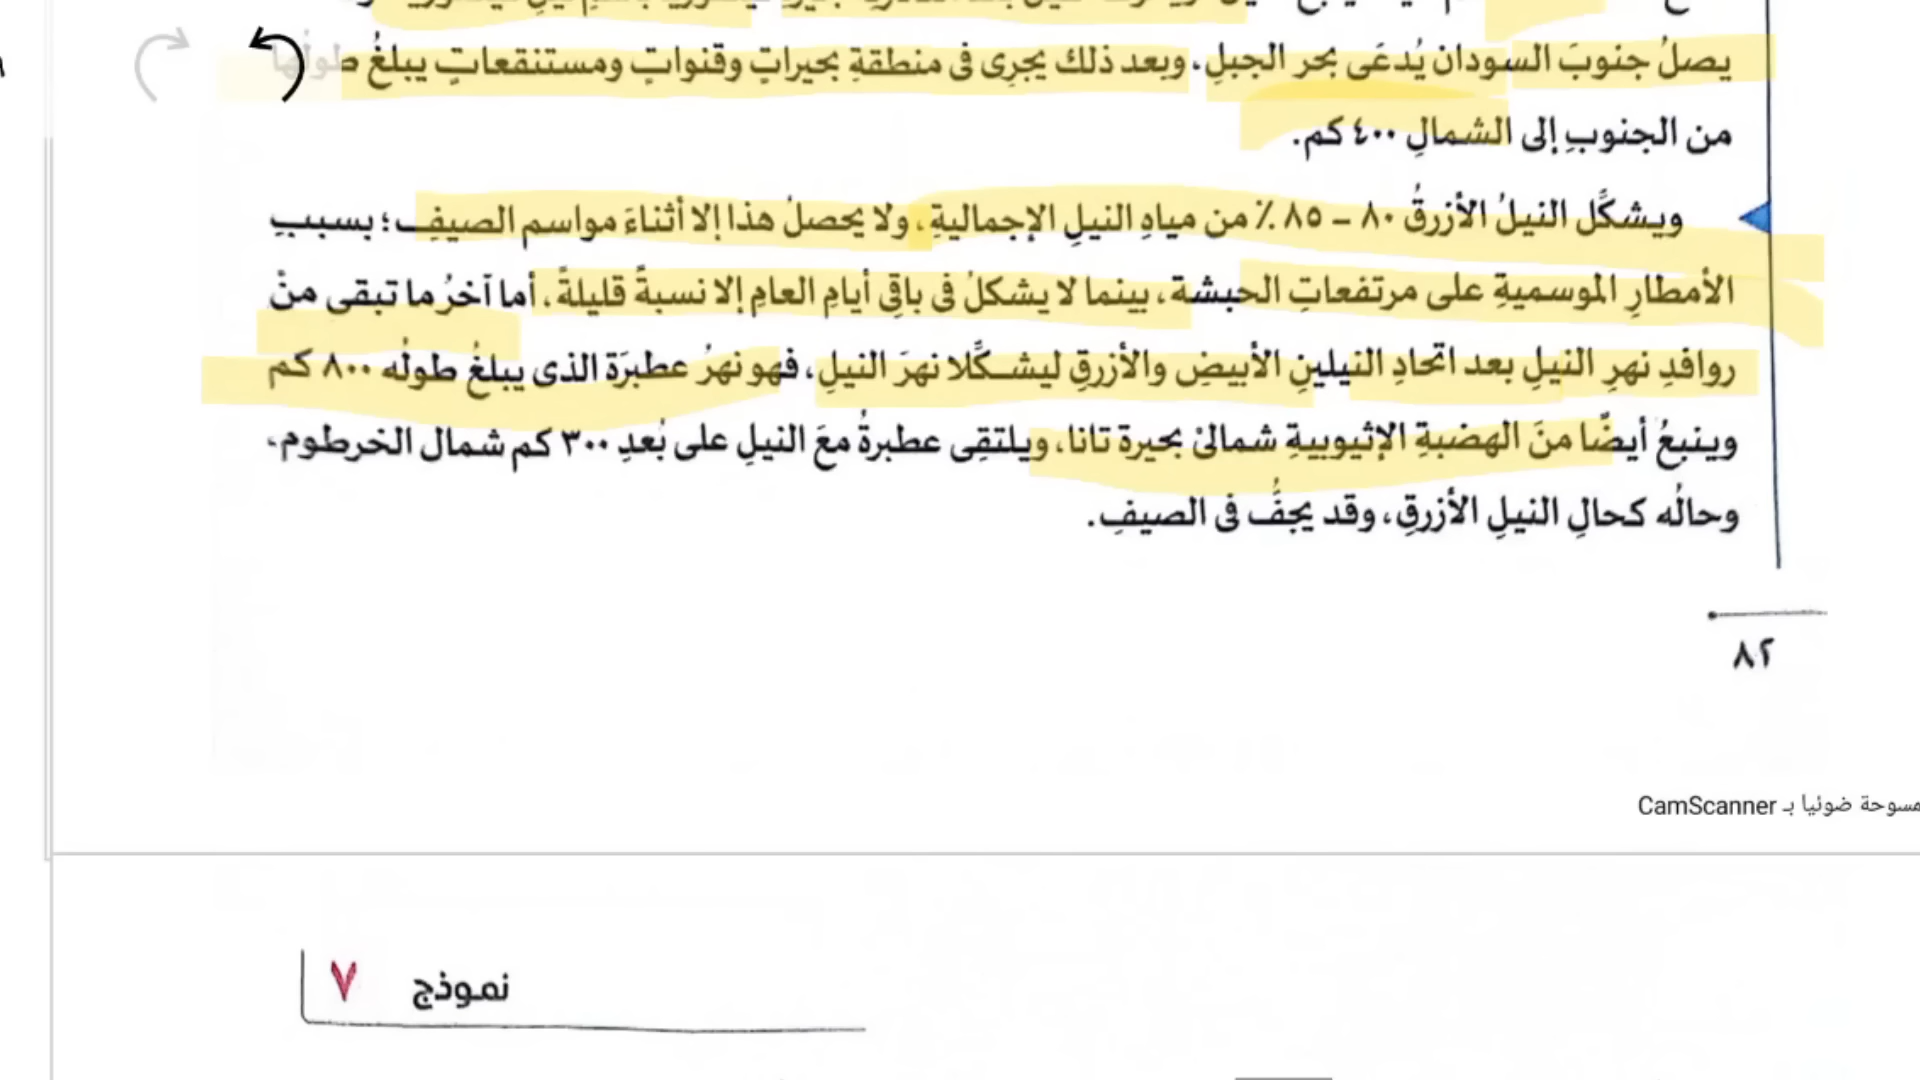 يصلُ جنوبَ السودان يُدعَى بحر الجبلِ. وبعد ذلك يجرِى فى منطقةِ بحيراتٍ وقنواتٍ ومستنقعاتٍ يبلغُ طولُها
من الجنوبِ إلى الشمالِ ٤٠٠ كم.
ويشكِّل النيلُ الأزرقُ ٨٠ – ٨٥ ٪ من مياهِ النيلِ الإجماليةِ، ولا يحصلُ هذا إلا أثناءَ مواسم الصيفِ؛ بسببِ
الأمطارِ الموسميةِ على مرتفعاتِ الحبشة، بينما لا يشكلُ فى باقِى أيامِ العامِ إلا نسبةً قليلةً. أما آخرُ ما تبقى منْ
روافدِ نهرِ النيلِ بعد اتحادِ النيلينِ الأبيضِ والأزرقِ ليشكِّلا نهرَ النيلِ، فهو نهرُ عطبرَة الذى يبلغُ طولُه ٨٠٠ كم
وينبعُ أيضًا منَ الهضبةِ الإثيوبيةِ شمالىْ بحيرة تانا، ويلتقِى عطبرةُ معَ النيلِ على بُعدِ ٣٠٠ كم شمال الخرطوم،
وحالُه كحالِ النيلِ الأزرقِ، وقد يجفُّ فى الصيفِ.
٨٢
مسوحة ضوئيا بـ CamScanner
نموذج ٧